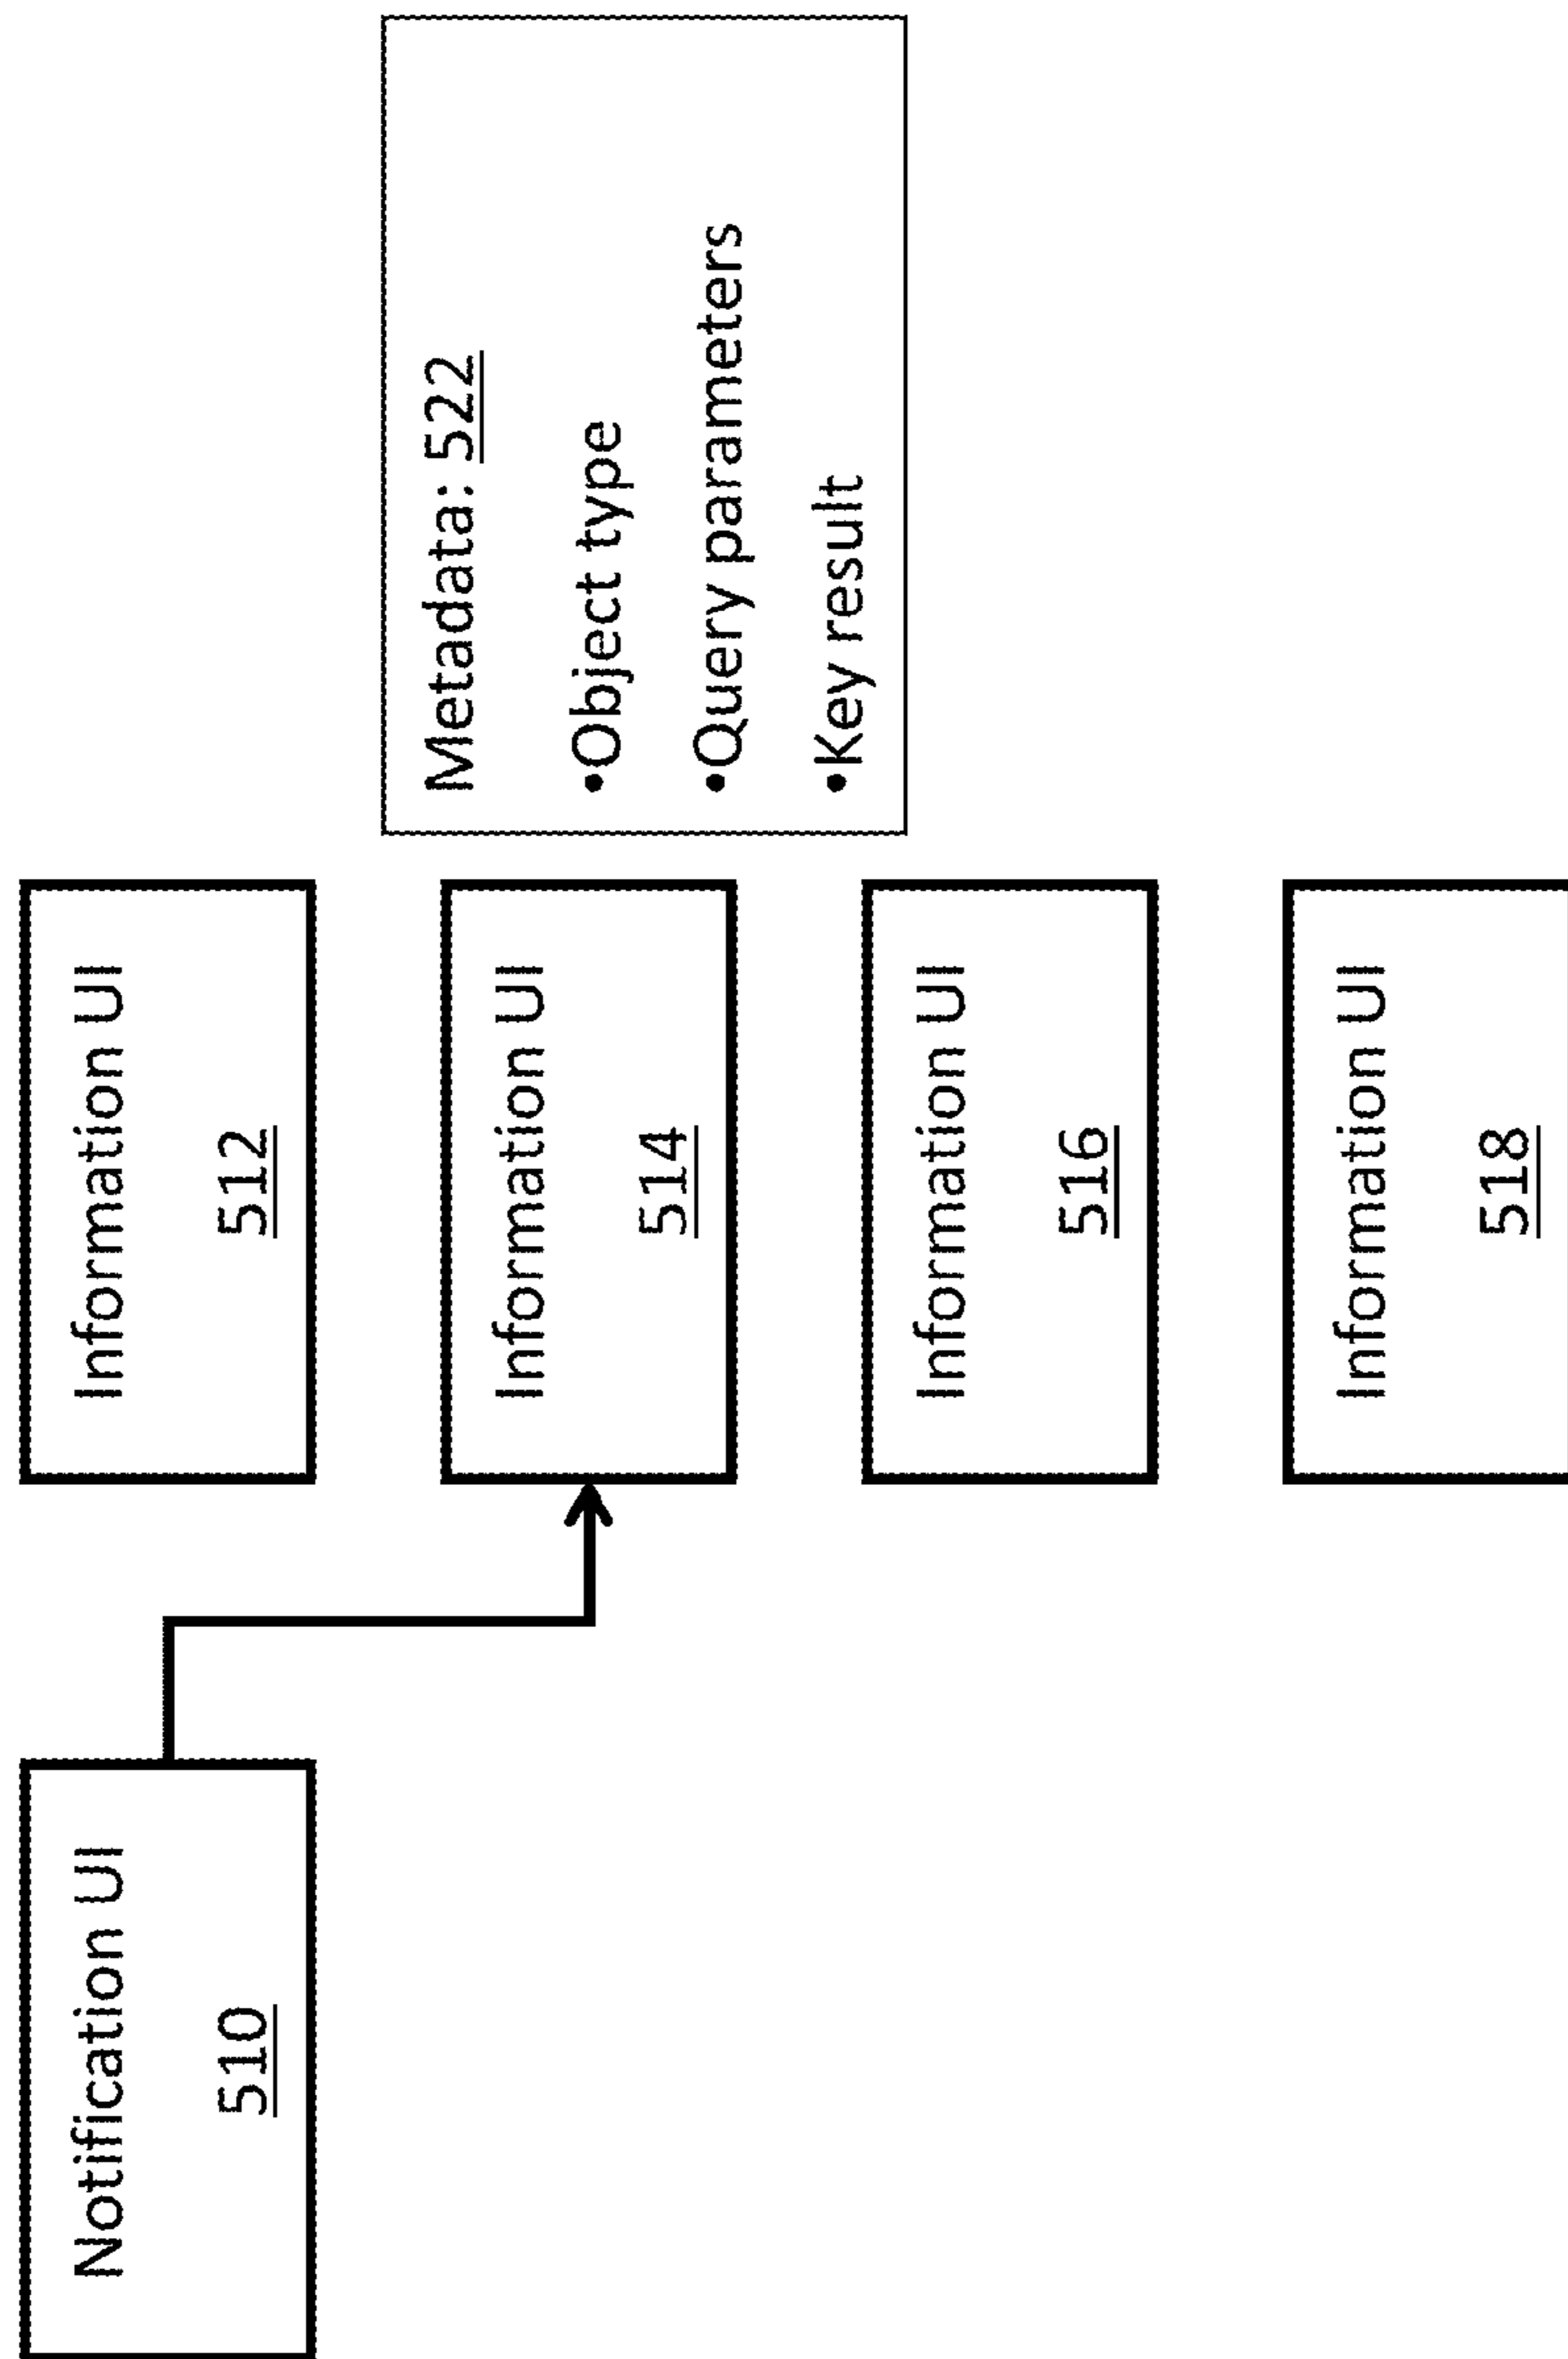 Notification UI
510
Information UI
512
Information UI
514
Metadata: 522
•Object type
•Query parameters
•Key result
Information UI
516
Information UI
518